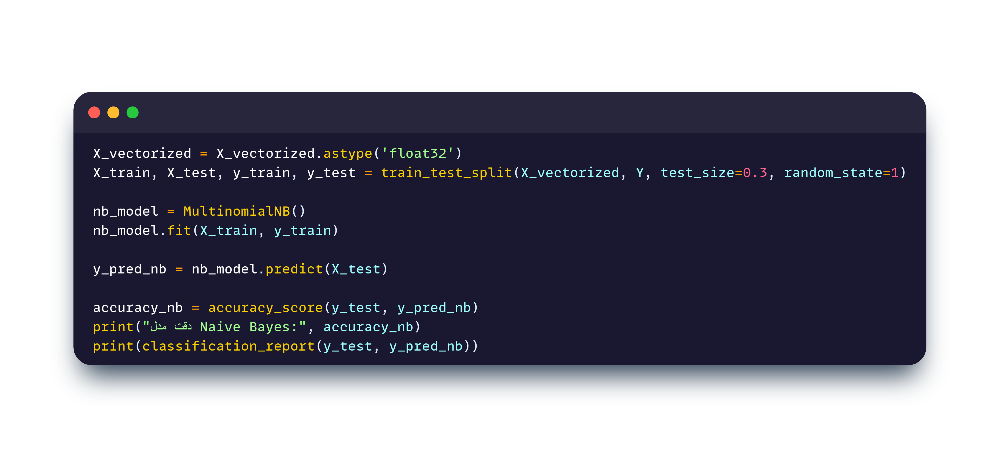 X_vectorized = X_vectorized.astype('float32')
X_train, X_test, y_train, y_test = train_test_split(X_vectorized, Y, test_size=0.3, random_state=1)
nb_model = MultinomialNB()
nb_model.fit(X_train, y_train)
y_pred_nb = nb_model.predict(X_test)
accuracy_nb = accuracy_score(y_test, y_pred_nb)
print("دقت مدل Naive Bayes:", accuracy_nb)
print(classification_report(y_test, y_pred_nb))